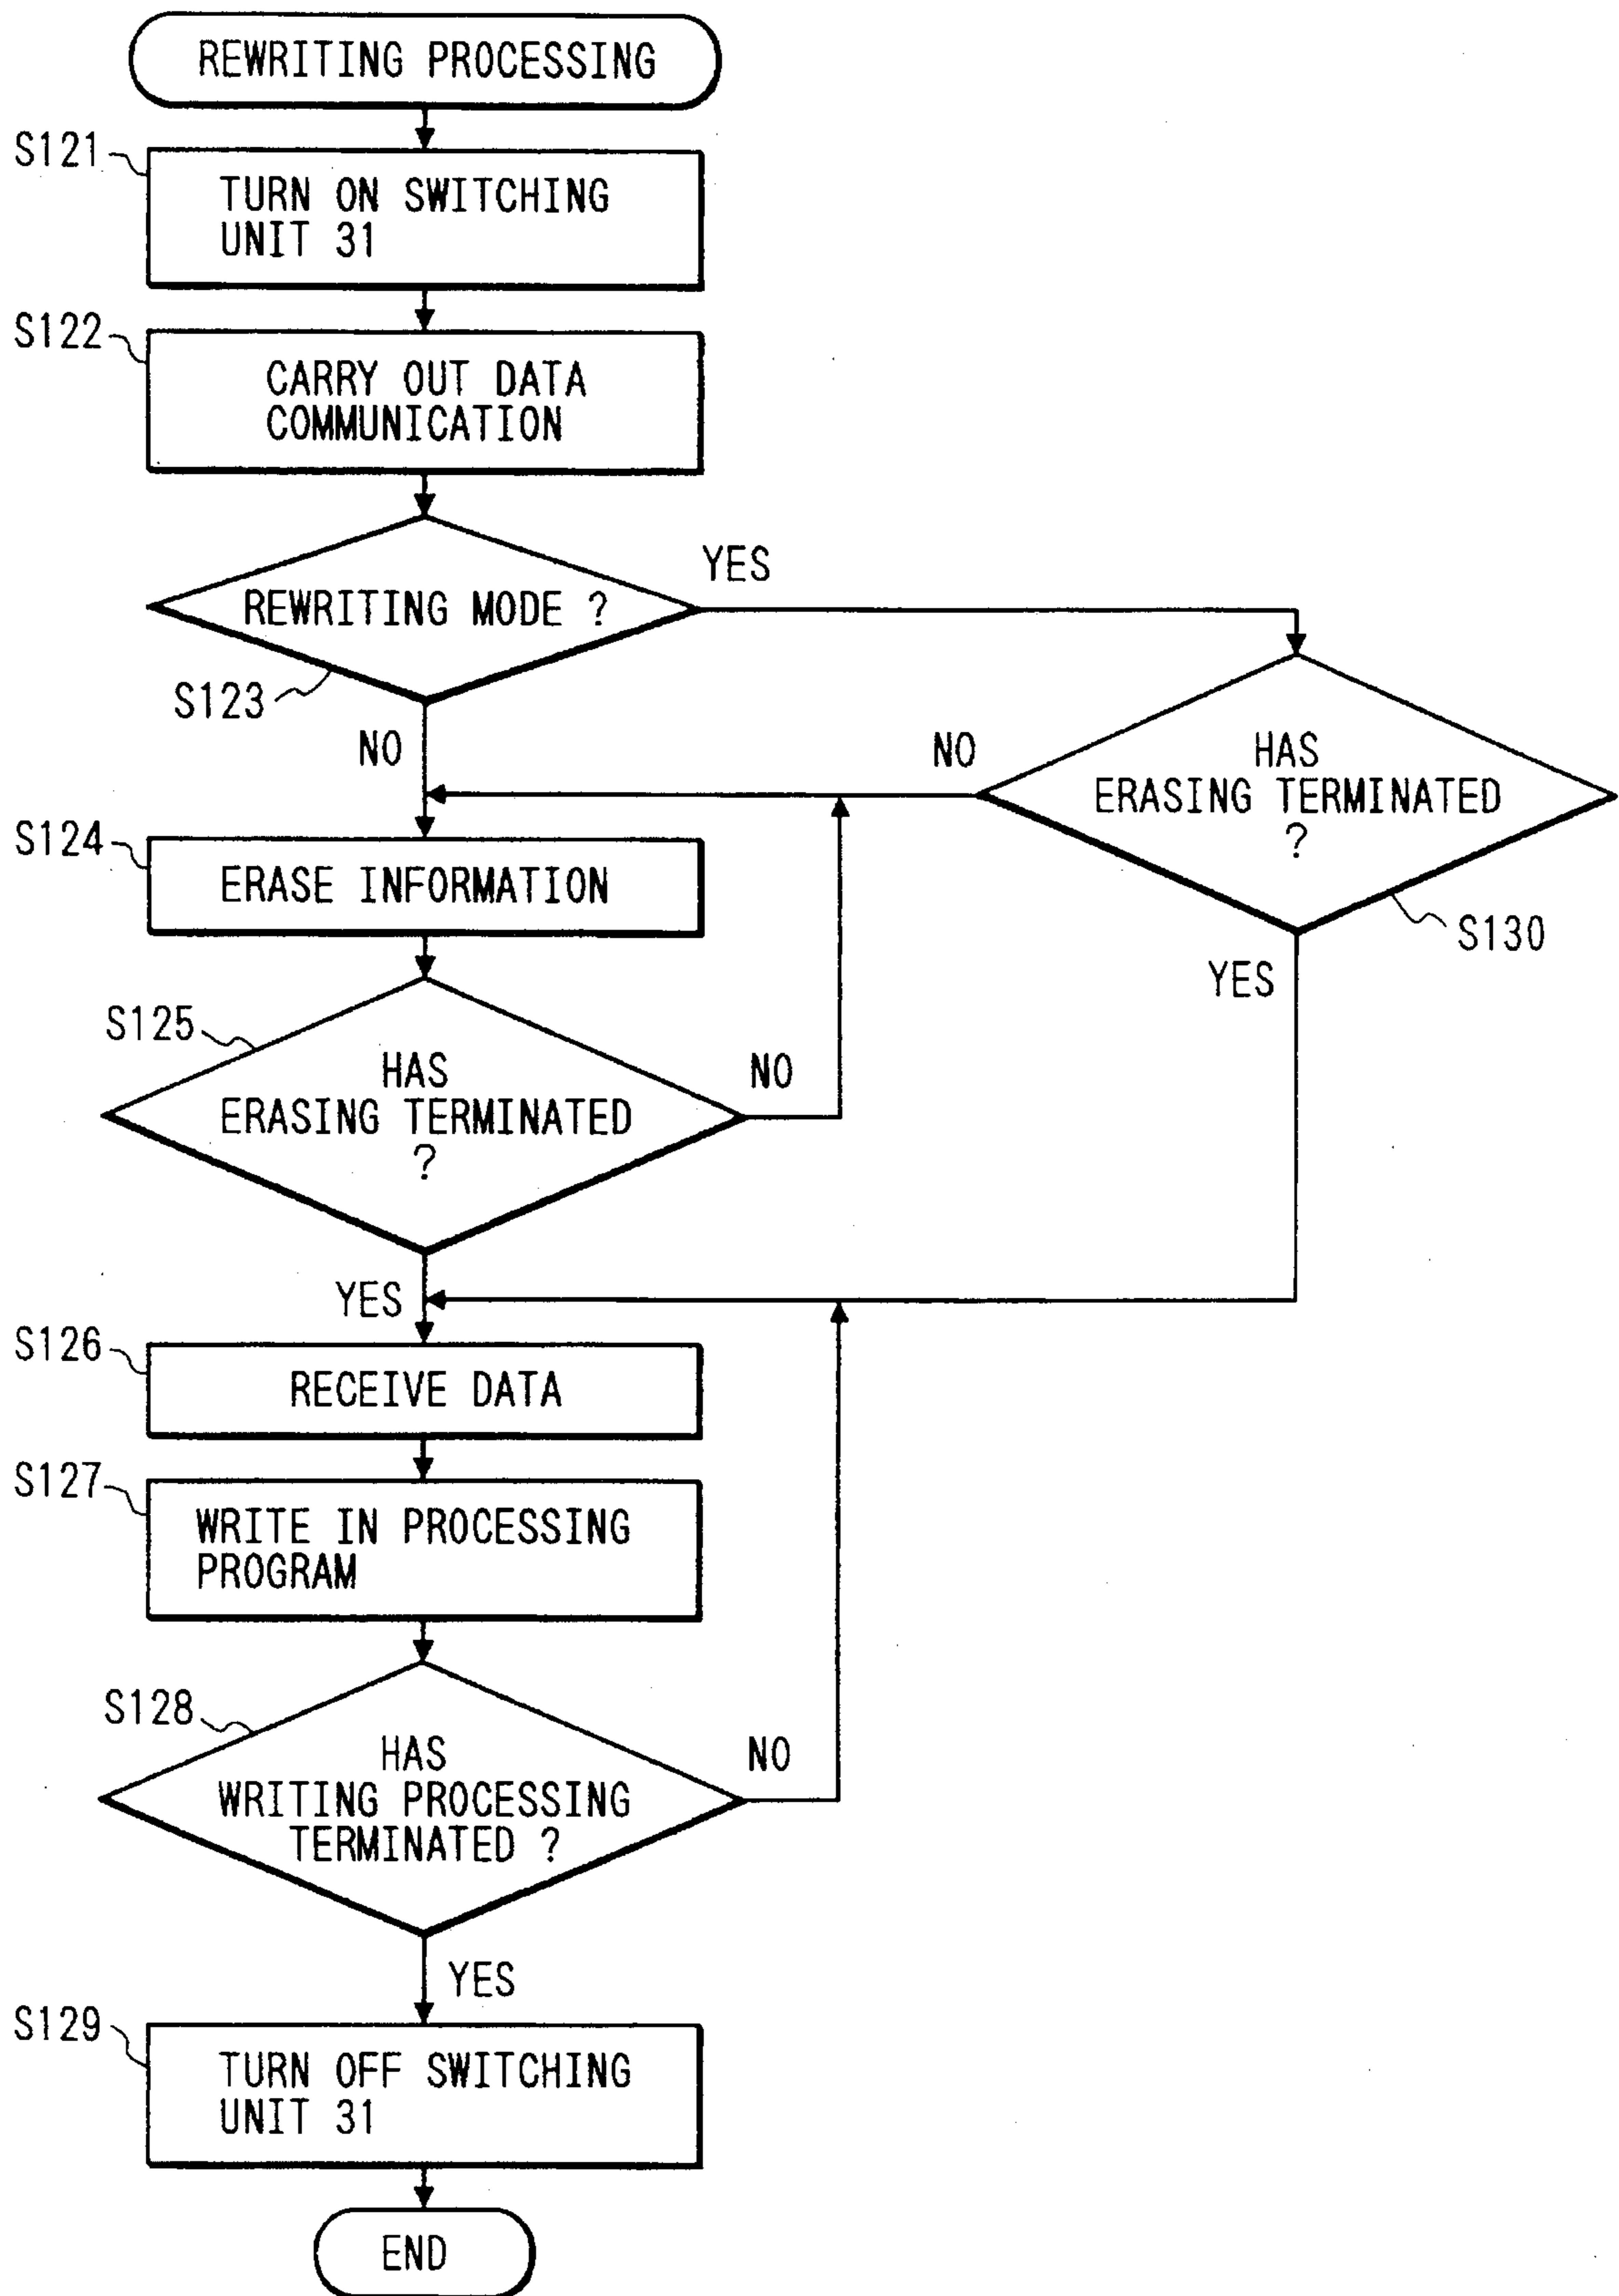 REWRITING PROCESSING
S121
TURN ON SWITCHING
UNIT 31
S122
CARRY OUT DATA
COMMUNICATION
REWRITING MODE ?
YES
S123
NO
HAS
ERASING TERMINATED
?
NO
S130
YES
S124
ERASE INFORMATION
S125
HAS
ERASING TERMINATED
?
NO
YES
S126
RECEIVE DATA
S127
WRITE IN PROCESSING
PROGRAM
S128
HAS
WRITING PROCESSING
TERMINATED ?
NO
YES
S129
TURN OFF SWITCHING
UNIT 31
END